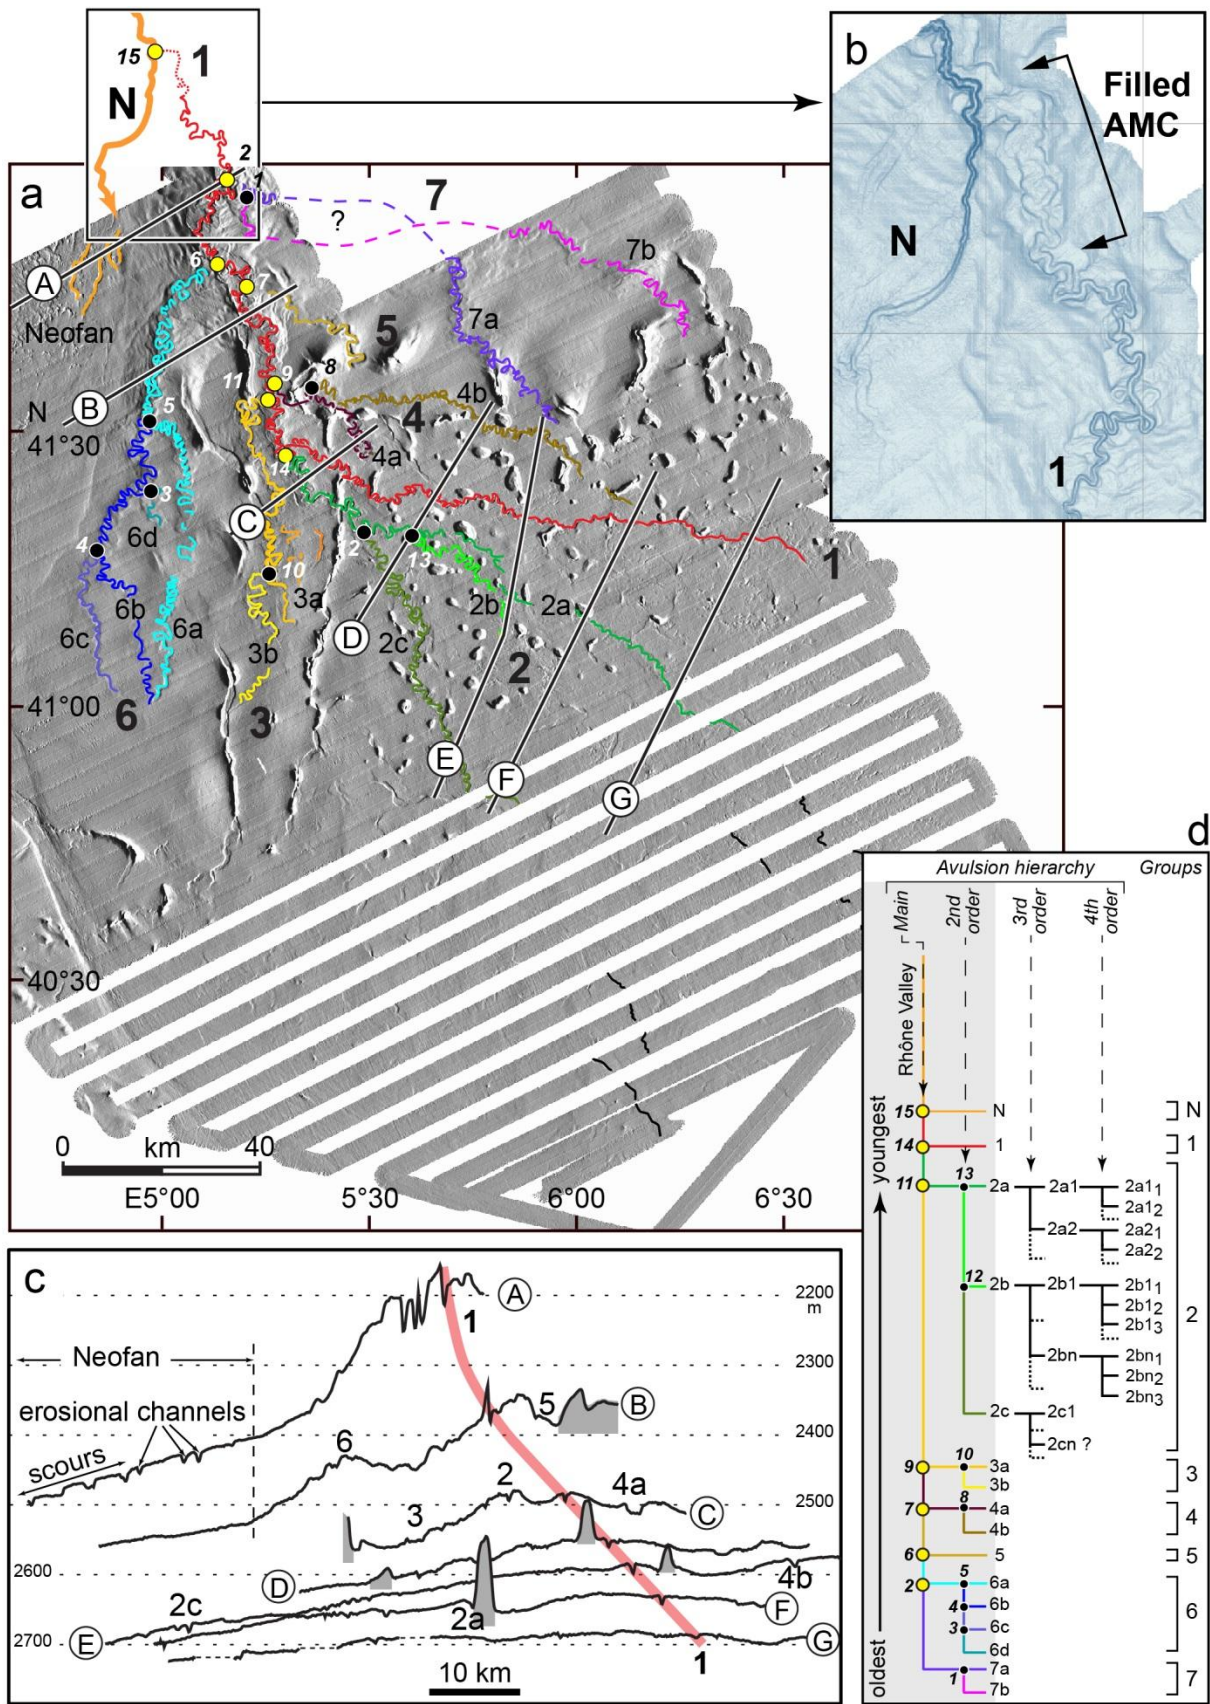 15
1
N
2
1
a
?
7
7b
7a
A
6
7
Neofan
5
8
9
11
4b
4
4a
B
N
41°30
5
14
3
C
6d
4
12
13
10
3a
1
6b
6c
6a
3b
D
2c
2b
2a
2
6
41°00
3
E
F
G
40°30
0 km 40
E5°00
5°30
6°00
6°30
b
Filled
AMC
N
1
c
A
2200
m
1
Neofan
2300
5
B
erosional channels
6
2400
scours
2
4a
2500
3
C
2600
D
4b
2c
2a
F
2700
E
G
1
10 km
d
Avulsion hierarchy
Groups
Main
2nd
order
3rd
order
4th
order
Rhône Valley
youngest
oldest
15 N N
14 1 1
13
11 2a 2a1 2a1₁
2a1₂
2a2 2a2₁
2a2₂
12 2b 2b1 2b1₁
2b1₂
2b1₃
2
2bn 2bn₁
2bn₂
2bn₃
2c 2c1
2cn ?
10
9 3a
3b
3
8
7 4a
4b
4
6 5 5
5
2 6a
4 6b
3 6c
6d
6
7a
1 7b
7